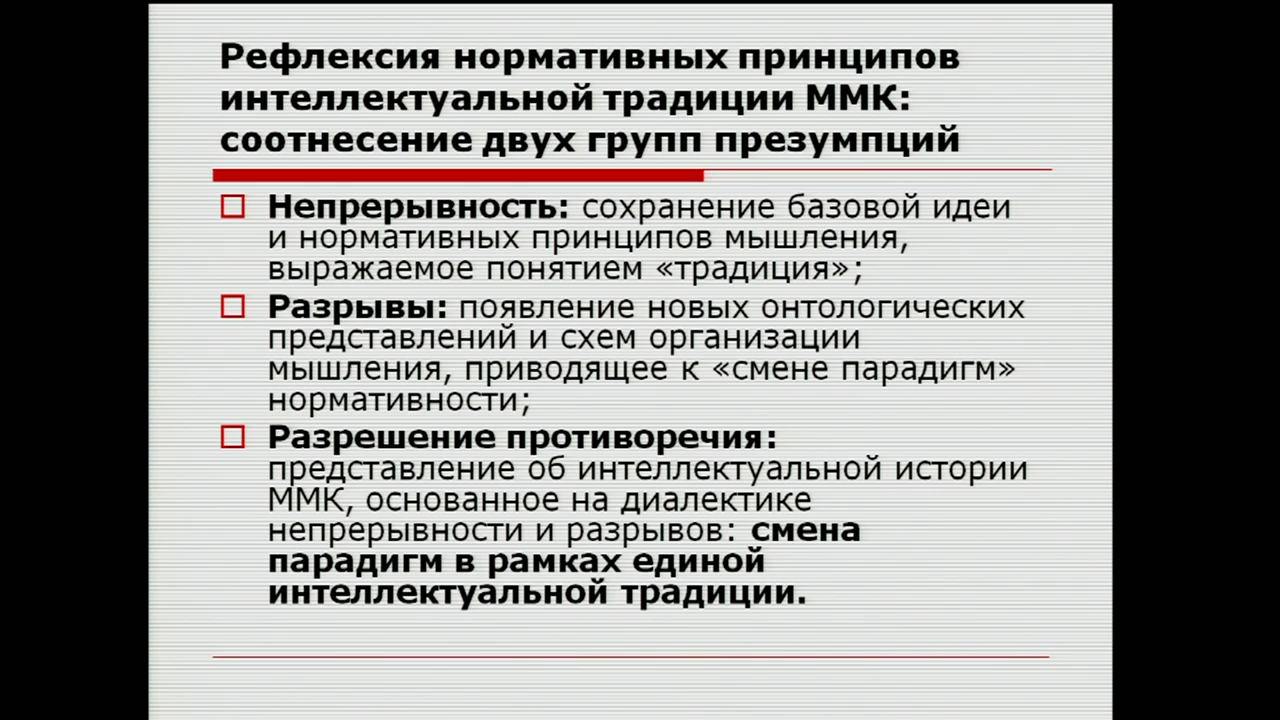 Рефлексия нормативных принципов
интеллектуальной традиции ММК:
соотнесение двух групп презумпций
Непрерывность: сохранение базовой идеи
и нормативных принципов мышления,
выражаемое понятием «традиция»;
Разрывы: появление новых онтологических
представлений и схем организации
мышления, приводящее к «смене парадигм»
нормативности;
Разрешение противоречия:
представление об интеллектуальной истории
ММК, основанное на диалектике
непрерывности и разрывов: смена
парадигм в рамках единой
интеллектуальной традиции.